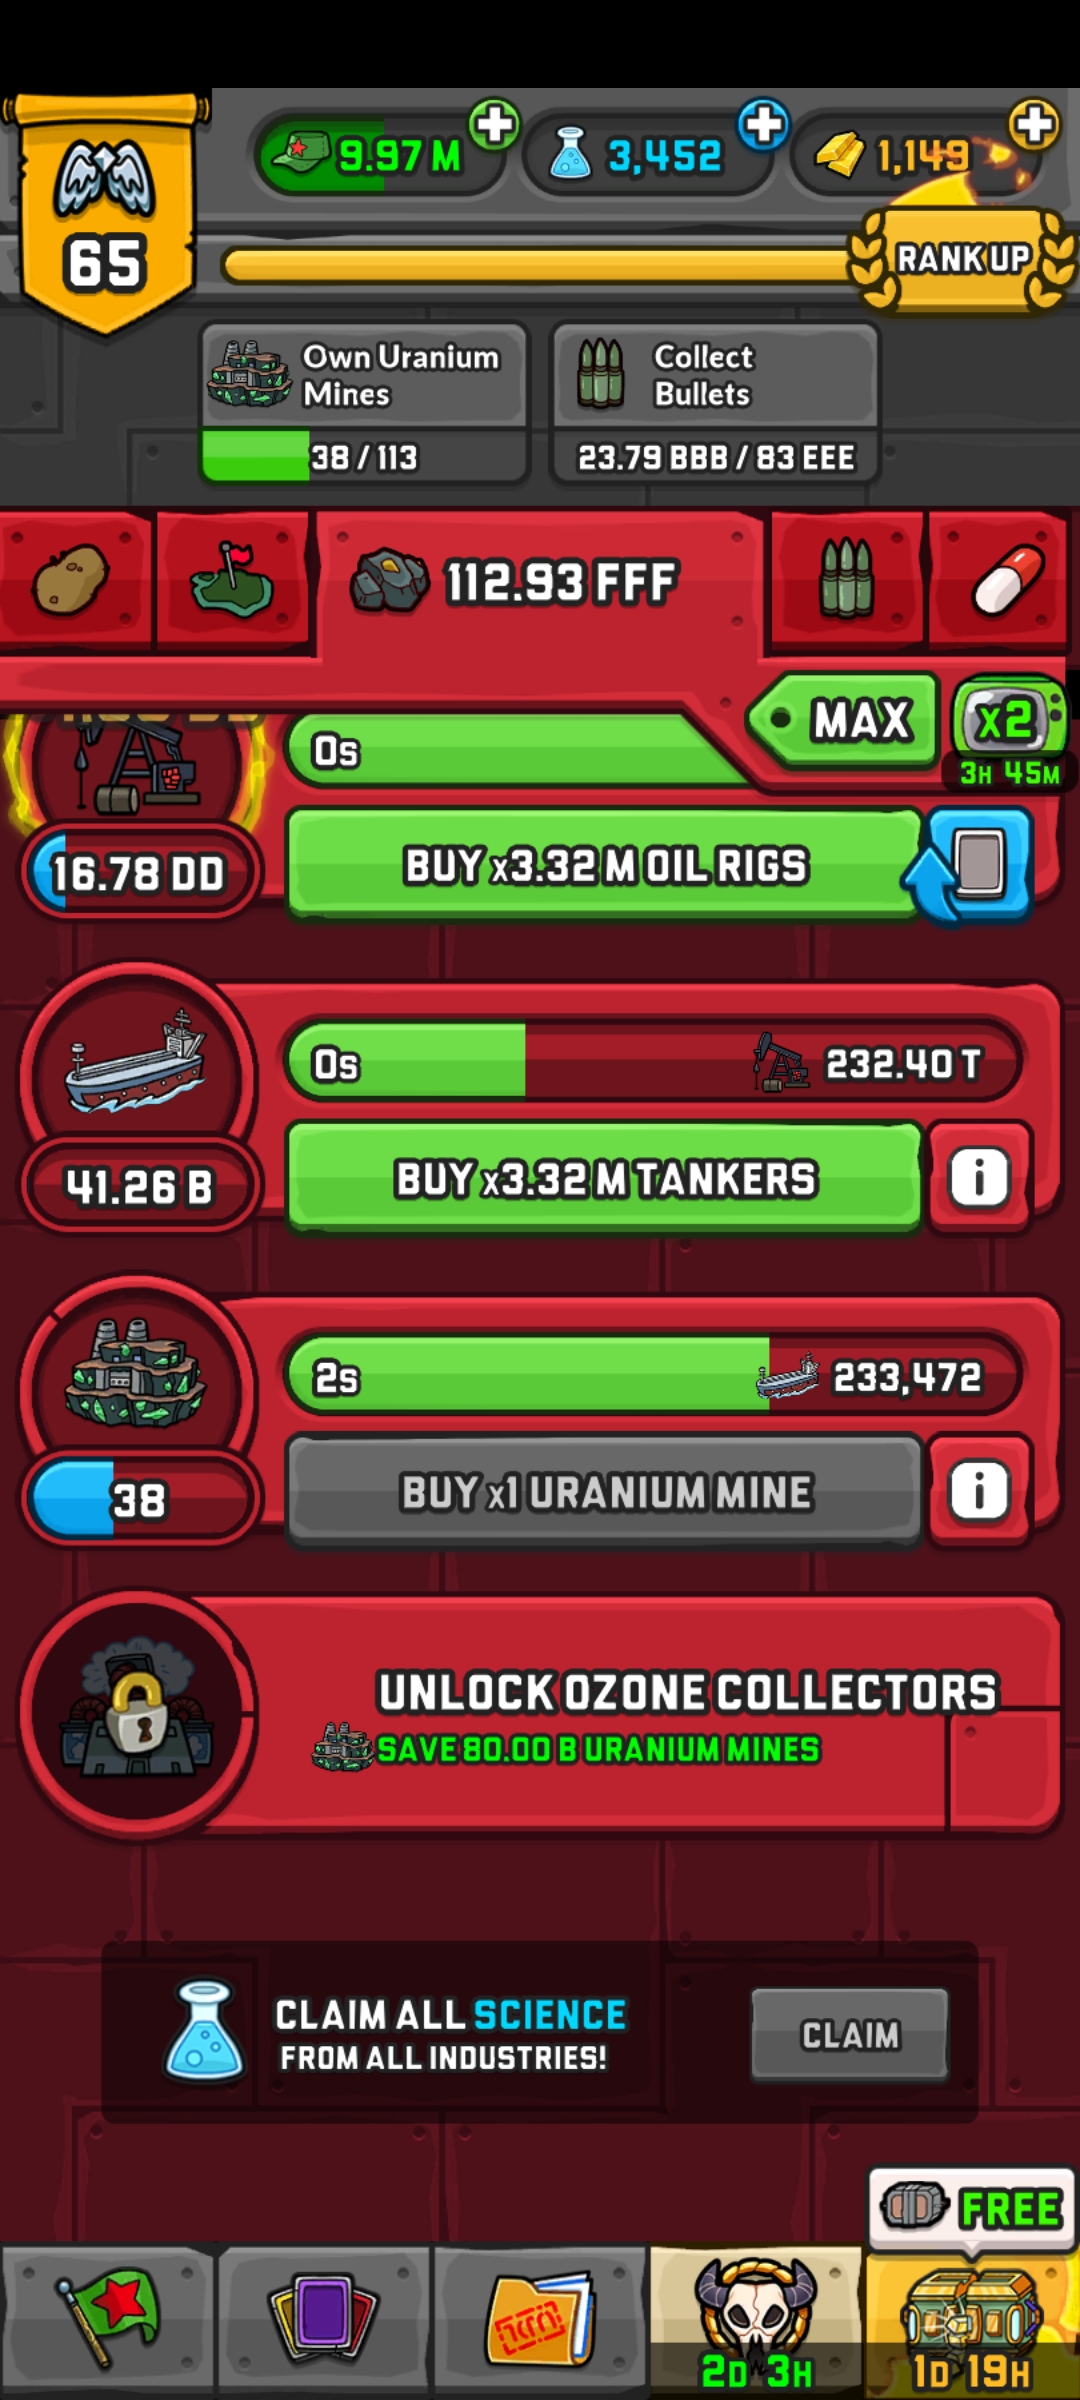 9.97 M
3,452
1,149
65
RANK UP
Own Uranium
Mines
Collect
Bullets
38 / 113
23.79 BBB / 83 EEE
112.93 FFF
MAX
x2
3H 45M
0s
16.78 DD
BUY x3.32 M OIL RIGS
0s
232.40 T
41.26 B
BUY x3.32 M TANKERS
2s
233,472
38
BUY x1 URANIUM MINE
UNLOCK OZONE COLLECTORS
SAVE 80.00 B URANIUM MINES
CLAIM ALL SCIENCE
FROM ALL INDUSTRIES!
CLAIM
FREE
2D 3H
1D 19H